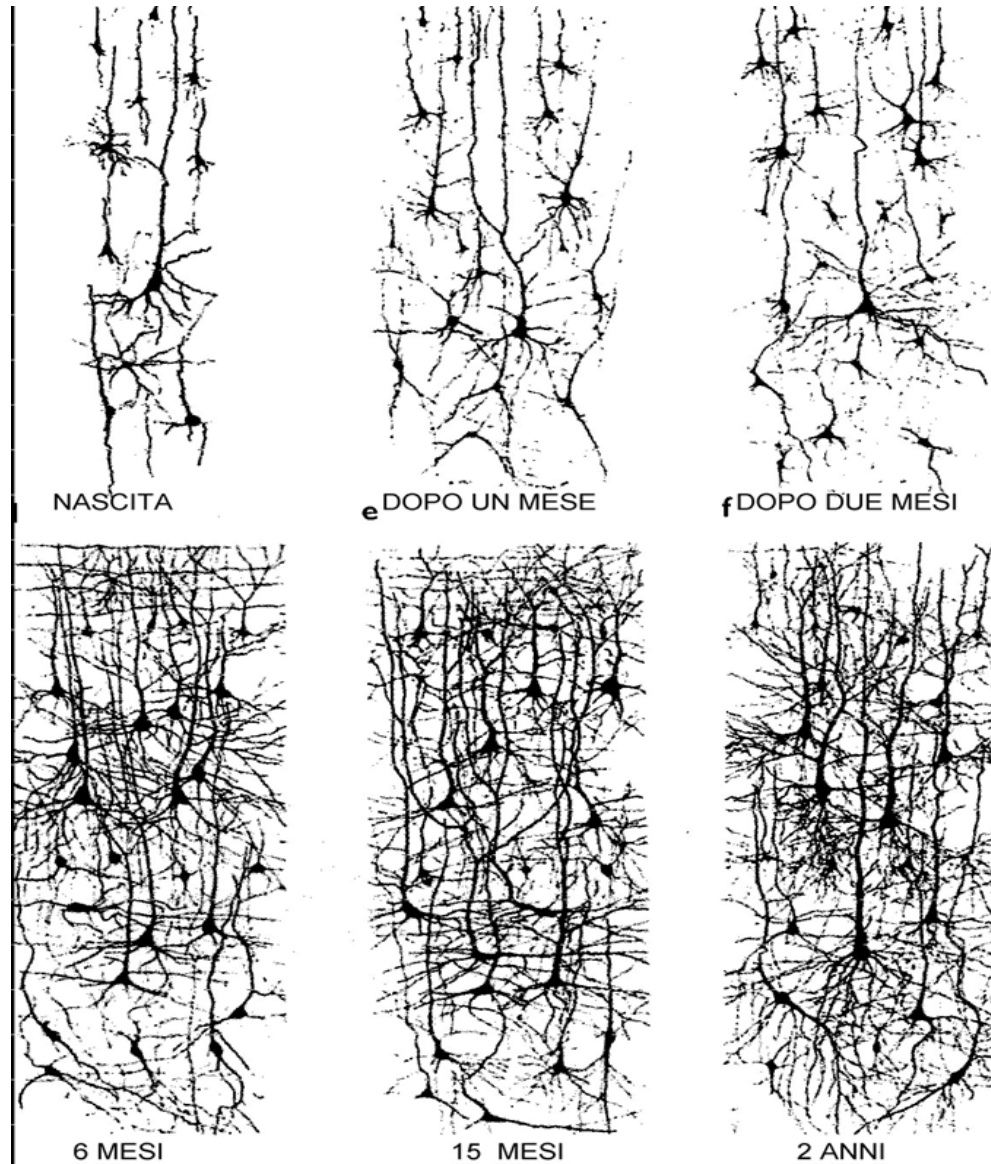 NASCITA
e DOPO UN MESE
f DOPO DUE MESI
6 MESI
15 MESI
2 ANNI